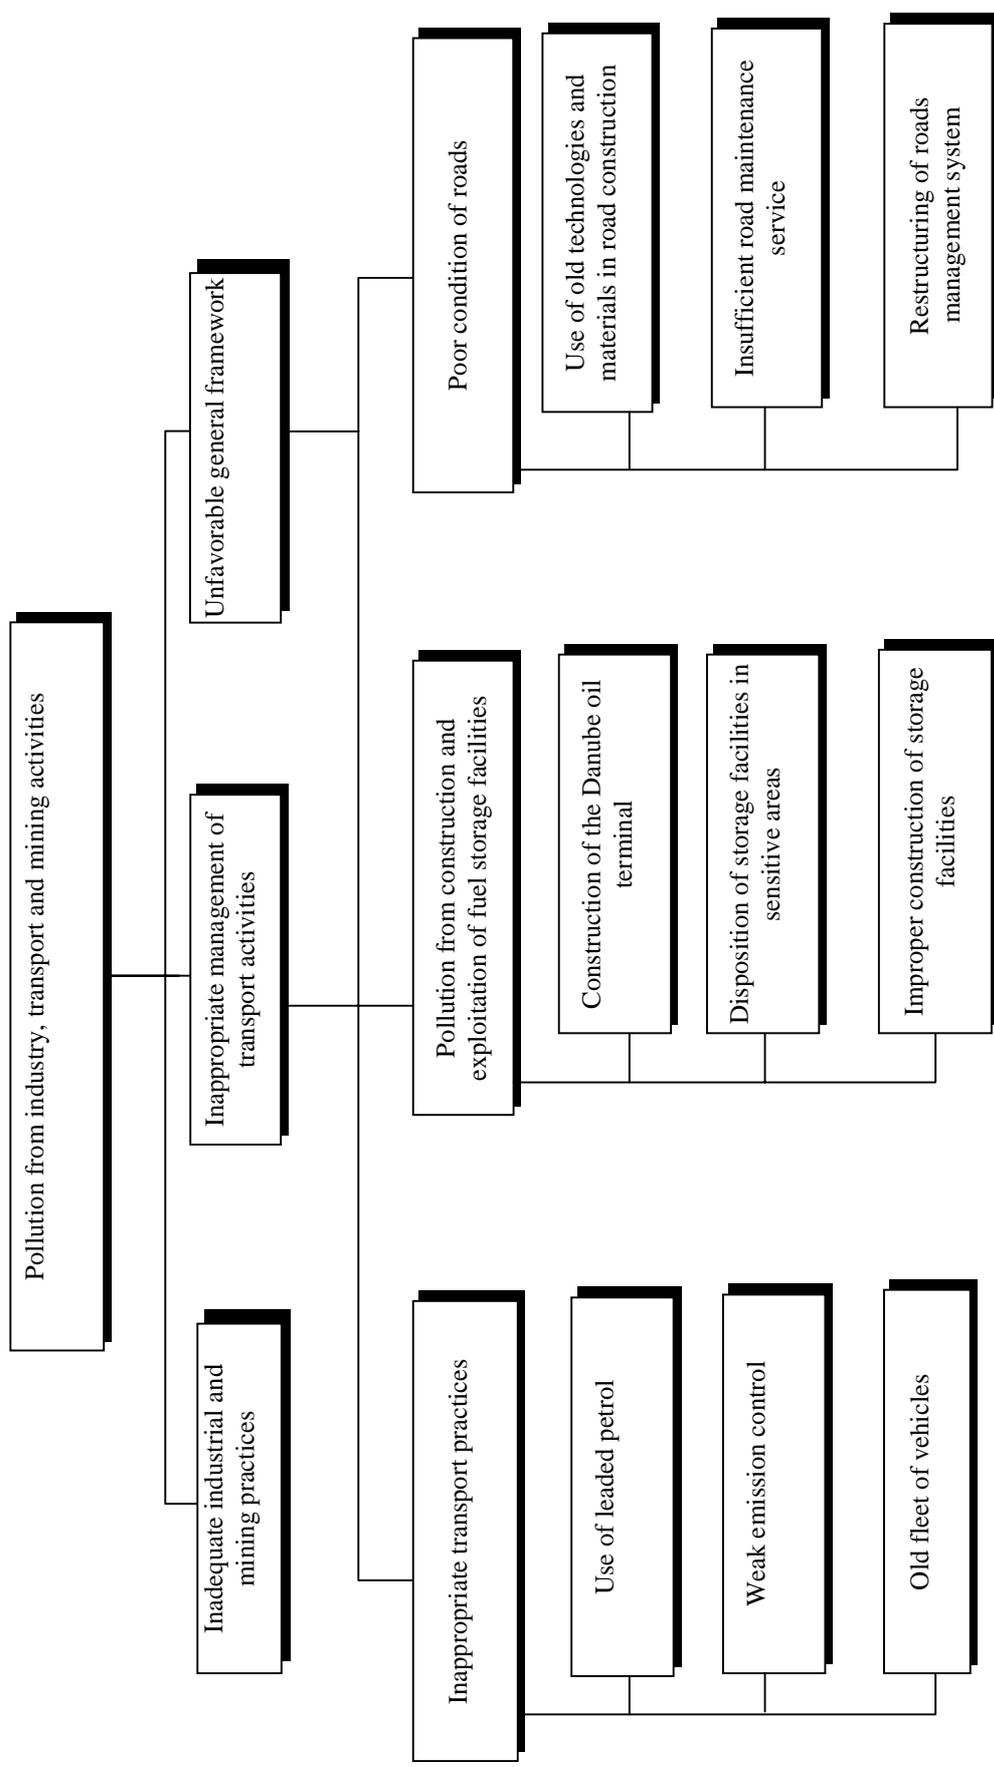 Pollution from industry, transport and mining activities
Inadequate industrial and
mining practices
Inappropriate management of
transport activities
Unfavorable general framework
Inappropriate transport practices
Use of leaded petrol
Weak emission control
Old fleet of vehicles
Pollution from construction and
exploitation of fuel storage facilities
Construction of the Danube oil
terminal
Disposition of storage facilities in
sensitive areas
Improper construction of storage
facilities
Poor condition of roads
Use of old technologies and
materials in road construction
Insufficient road maintenance
service
Restructuring of roads
management system